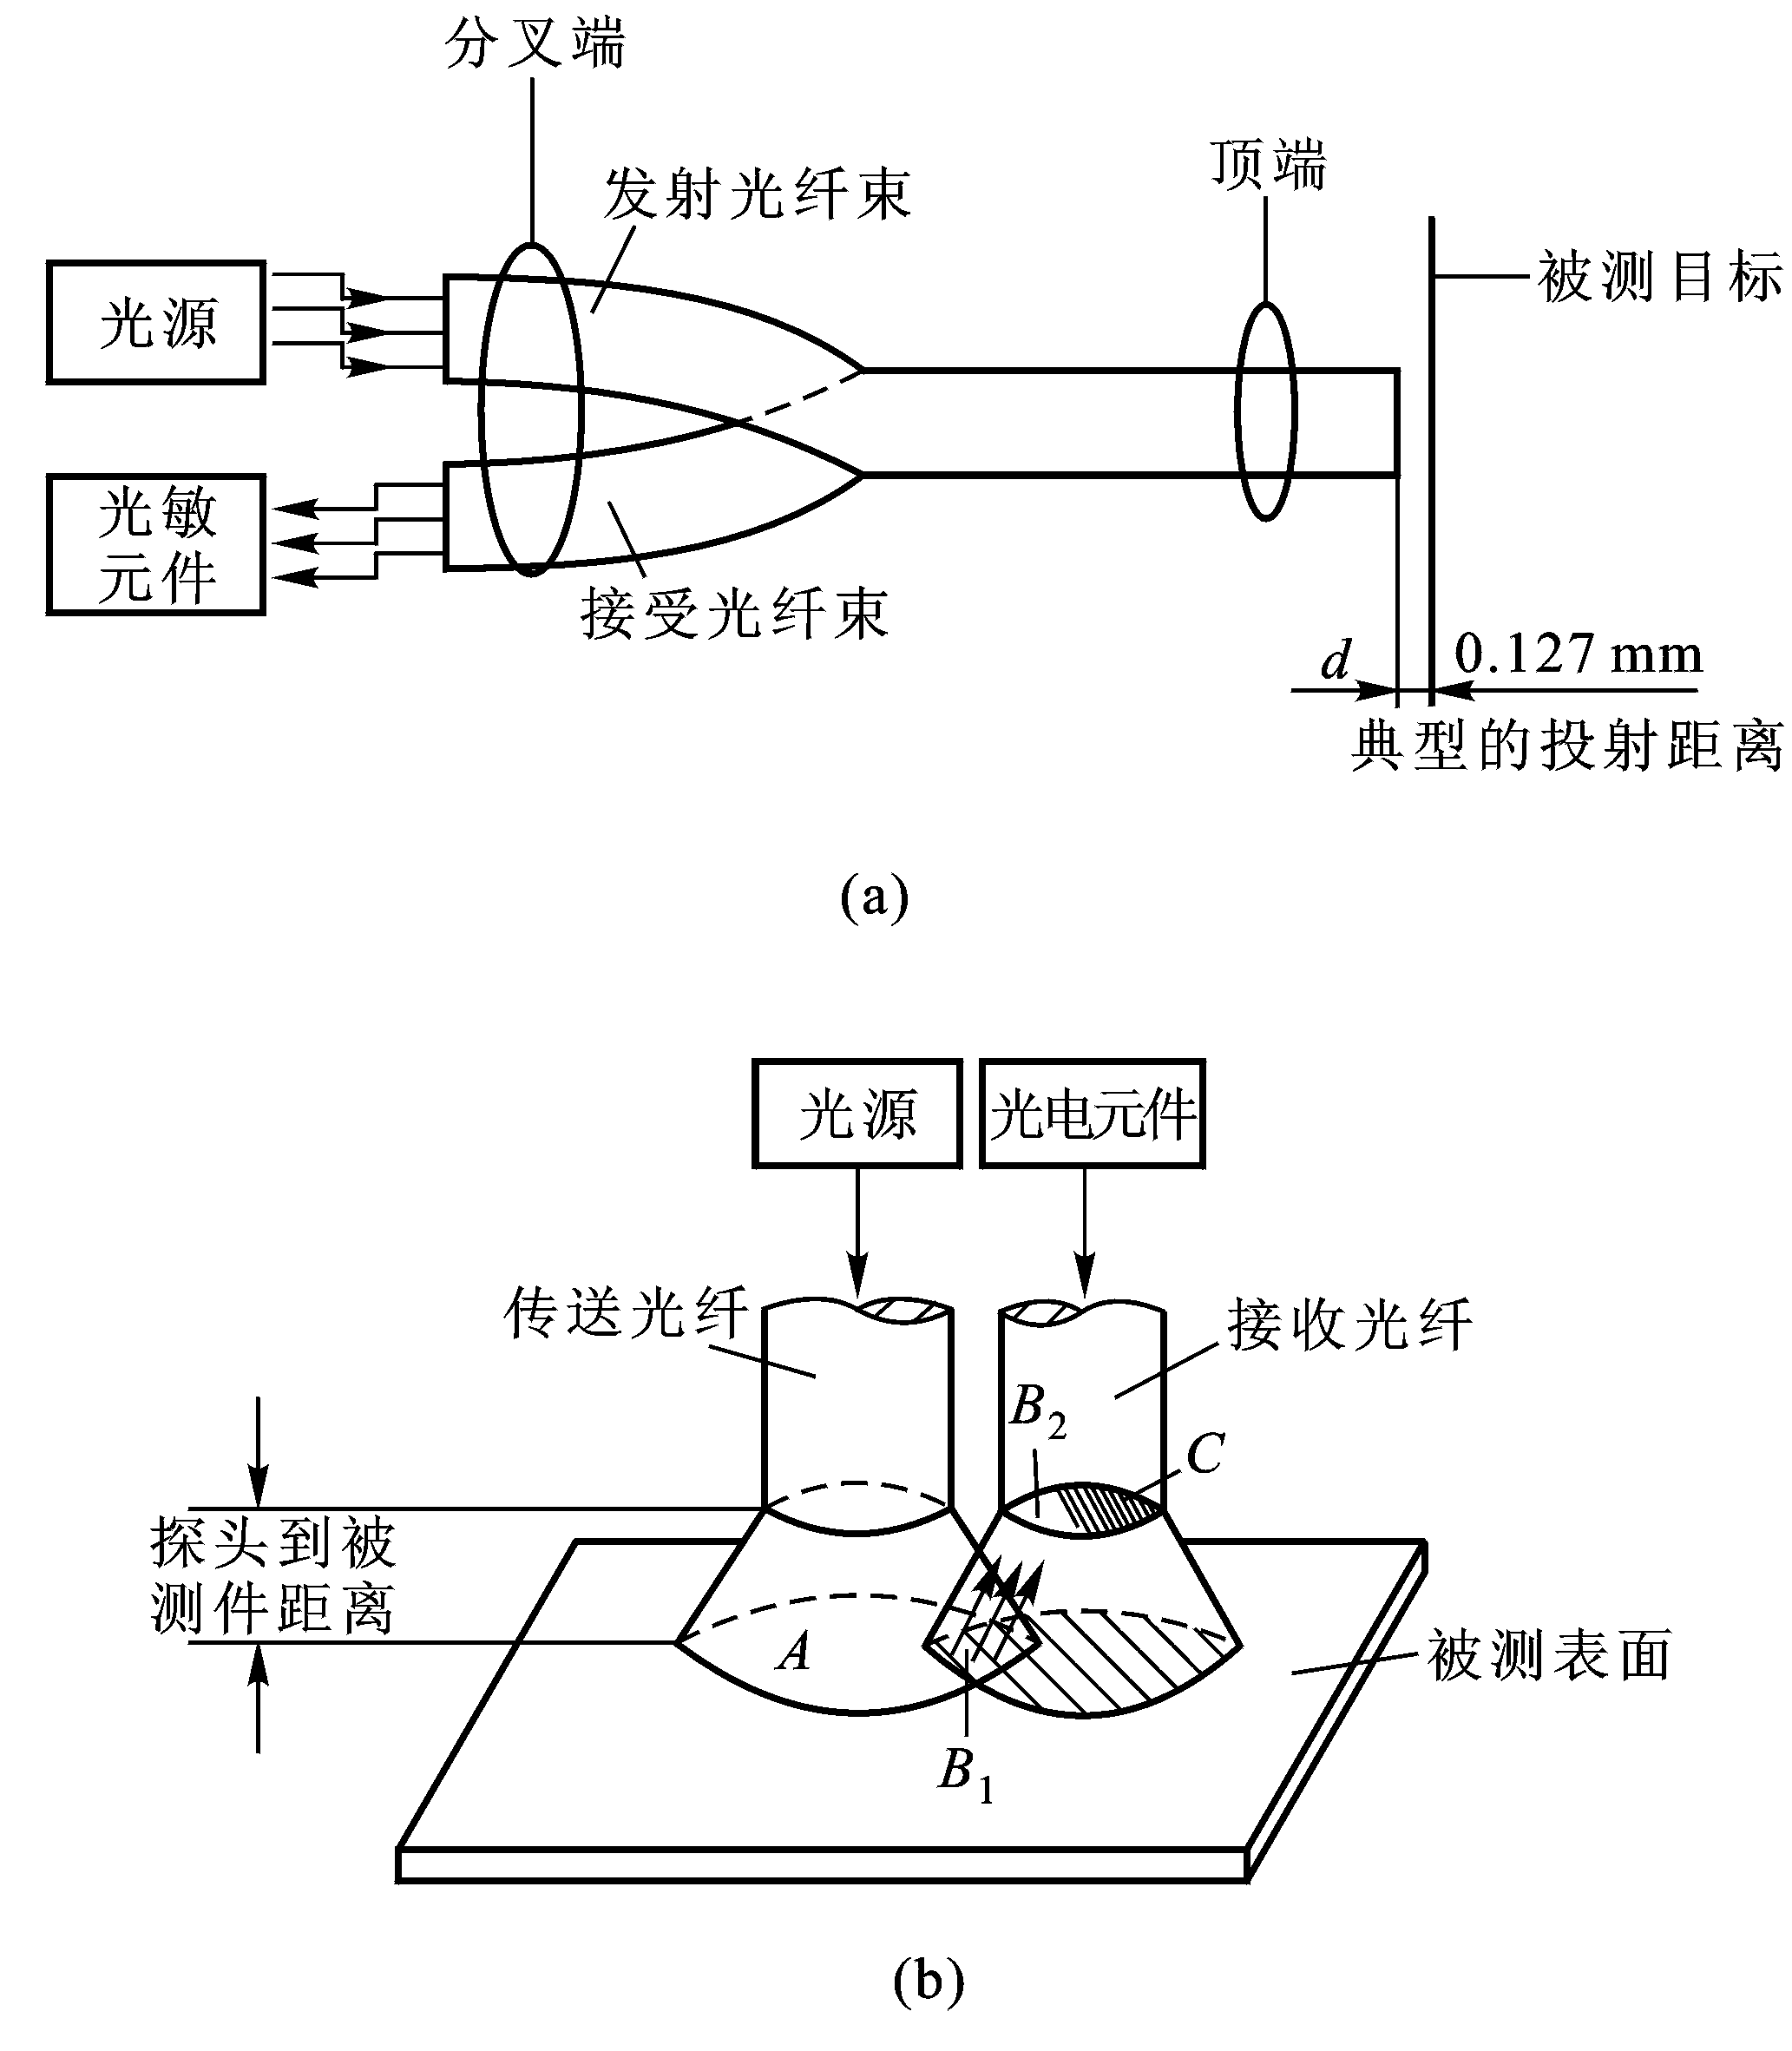 分叉端
发射光纤束
顶端
被测目标
光源
光敏
元件
接受光纤束
d
0.127 mm
典型的投射距离
(a)
光源
光电元件
传送光纤
接收光纤
B2
C
探头到被
测件距离
A
被测表面
B1
(b)